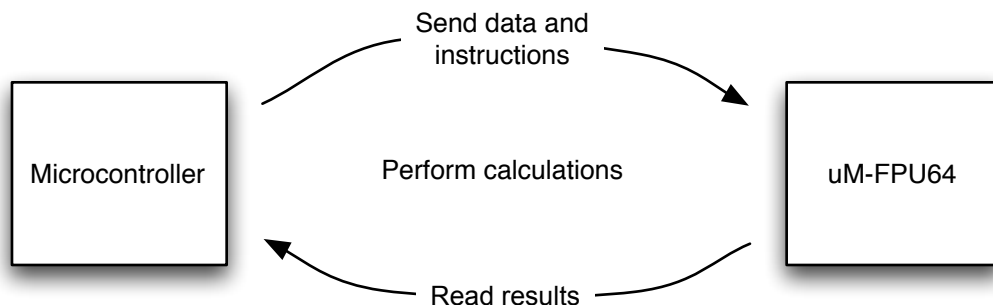 Send data and
instructions
Microcontroller
Perform calculations
uM-FPU64
Read results